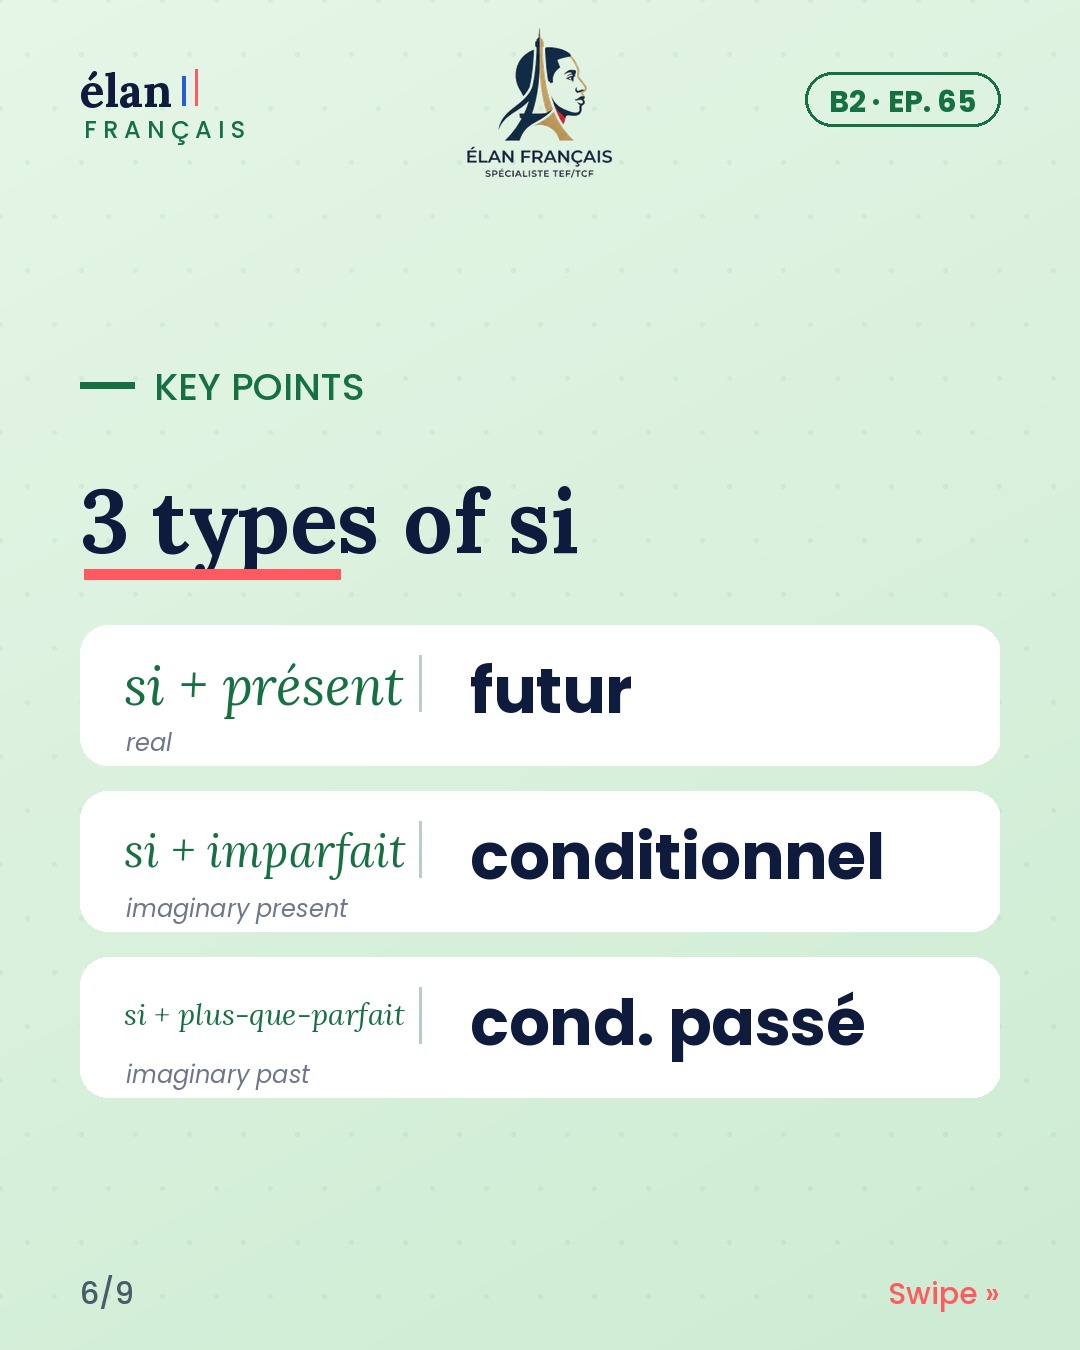 élan
FRANÇAIS
ÉLAN FRANÇAIS
SPÉCIALISTE TEF/TCF
B2 · EP. 65
KEY POINTS
3 types of si
si + présent
futur
real
si + imparfait
conditionnel
imaginary present
si + plus-que-parfait
cond. passé
imaginary past
6/9
Swipe »